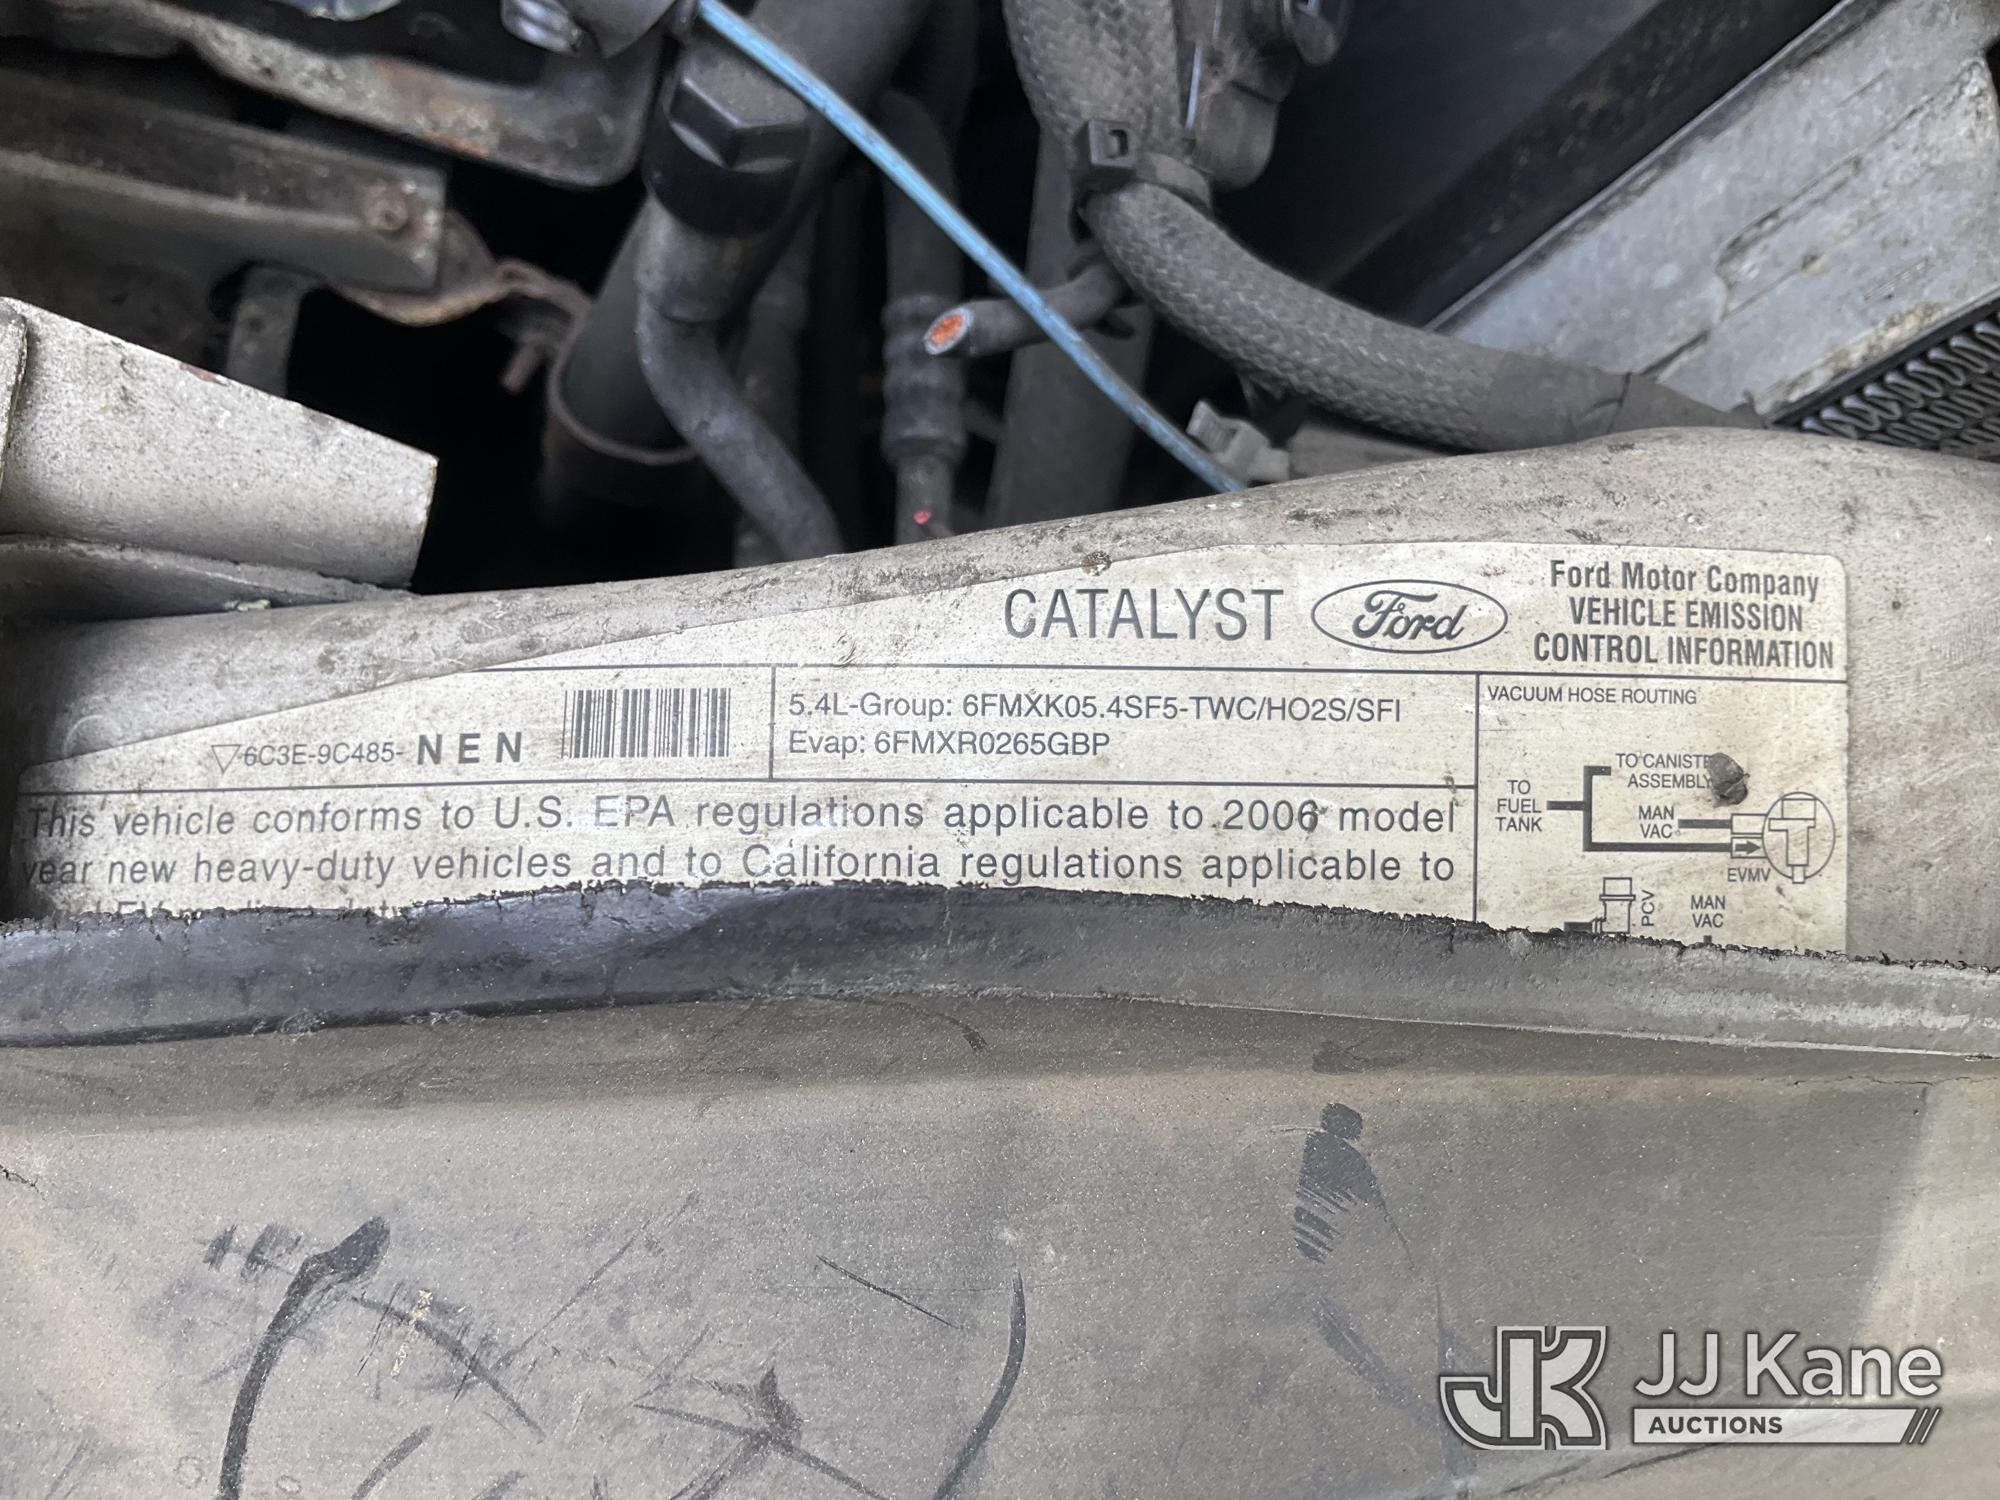 CATALYST
Ford
Ford Motor Company
VEHICLE EMISSION
CONTROL INFORMATION
6C3E-9C485- NEN
5.4L-Group: 6FMXK05.4SF5-TWC/HO2S/SFI
Evap: 6FMXR0265GBP
This vehicle conforms to U.S. EPA regulations applicable to 2006 model
year new heavy-duty vehicles and to California regulations applicable to
VACUUM HOSE ROUTING
TO CANISTER
ASSEMBLY
TO
FUEL
TANK
MAN
VAC
EVMV
PCV
MAN
VAC
JK JJ Kane
AUCTIONS